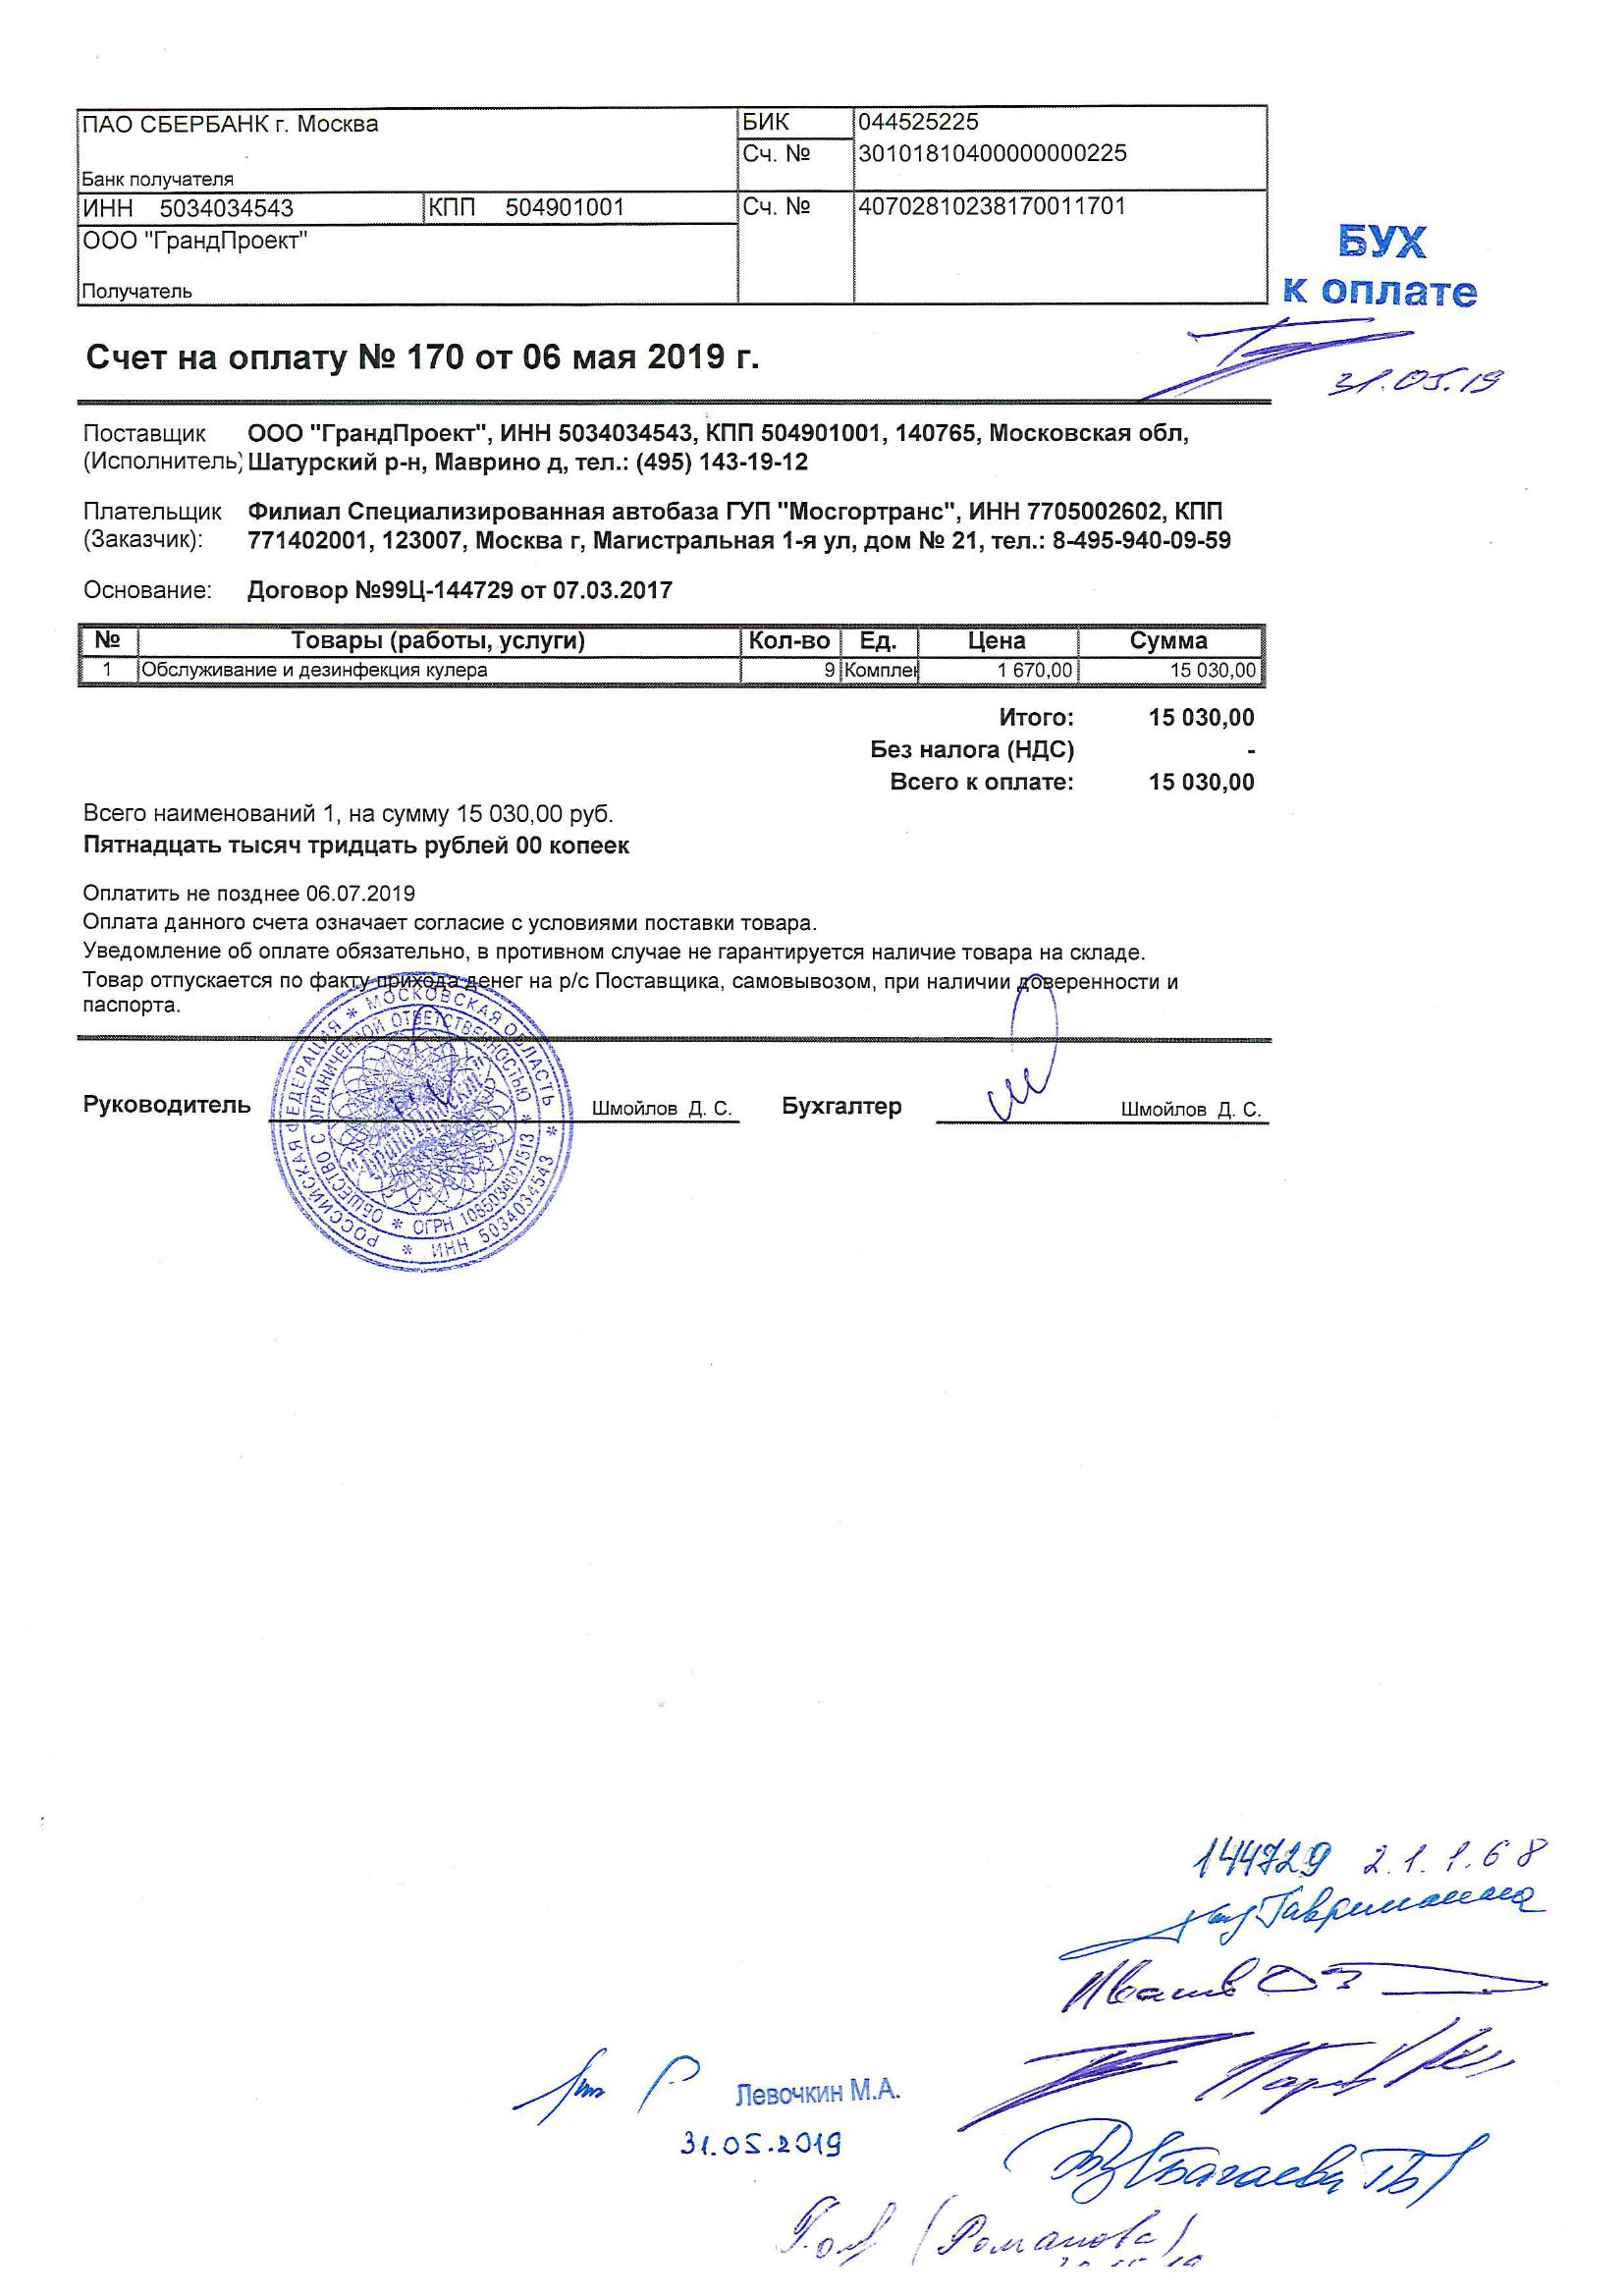 ПАО СБЕРБАНК г. Москва
БИК 044525225
Сч. № 30101810400000000225
Банк получателя
ИНН 5034034543 КПП 504901001 Сч. № 40702810238170011701
ООО "ГрандПроект"
Получатель
БУХ
к оплате
31.05.19
Счет на оплату № 170 от 06 мая 2019 г.
Поставщик ООО "ГрандПроект", ИНН 5034034543, КПП 504901001, 140765, Московская обл,
(Исполнитель) Шатурский р-н, Маврино д, тел.: (495) 143-19-12
Плательщик Филиал Специализированная автобаза ГУП "Мосгортранс", ИНН 7705002602, КПП
(Заказчик): 771402001, 123007, Москва г, Магистральная 1-я ул, дом № 21, тел.: 8-495-940-09-59
Основание: Договор №99Ц-144729 от 07.03.2017
№ Товары (работы, услуги) Кол-во Ед. Цена Сумма
1 Обслуживание и дезинфекция кулера 9 Комплек 1 670,00 15 030,00
Итого: 15 030,00
Без налога (НДС) -
Всего к оплате: 15 030,00
Всего наименований 1, на сумму 15 030,00 руб.
Пятнадцать тысяч тридцать рублей 00 копеек
Оплатить не позднее 06.07.2019
Оплата данного счета означает согласие с условиями поставки товара.
Уведомление об оплате обязательно, в противном случае не гарантируется наличие товара на складе.
Товар отпускается по факту прихода денег на р/с Поставщика, самовывозом, при наличии доверенности и
паспорта.
Руководитель Шмойлов Д. С. Бухгалтер Шмойлов Д. С.
РОССИЙСКАЯ ФЕДЕРАЦИЯ * МОСКОВСКАЯ ОБЛАСТЬ * ИНН 5034034543 *
ОБЩЕСТВО С ОГРАНИЧЕННОЙ ОТВЕТСТВЕННОСТЬЮ * ОГРН 1085034001513 *
"ГрандПроект"
144729 2.1.1.68
Левочкин М.А.
31.05.2019
(Романова)